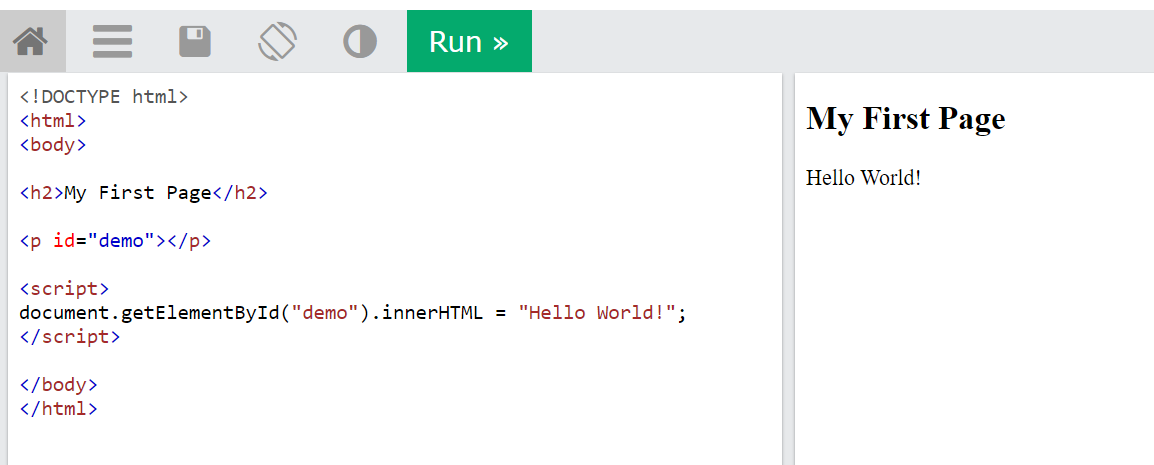 Run »
<!DOCTYPE html>
<html>
<body>
<h2>My First Page</h2>
<p id="demo"></p>
<script>
document.getElementById("demo").innerHTML = "Hello World!";
</script>
</body>
</html>
My First Page
Hello World!